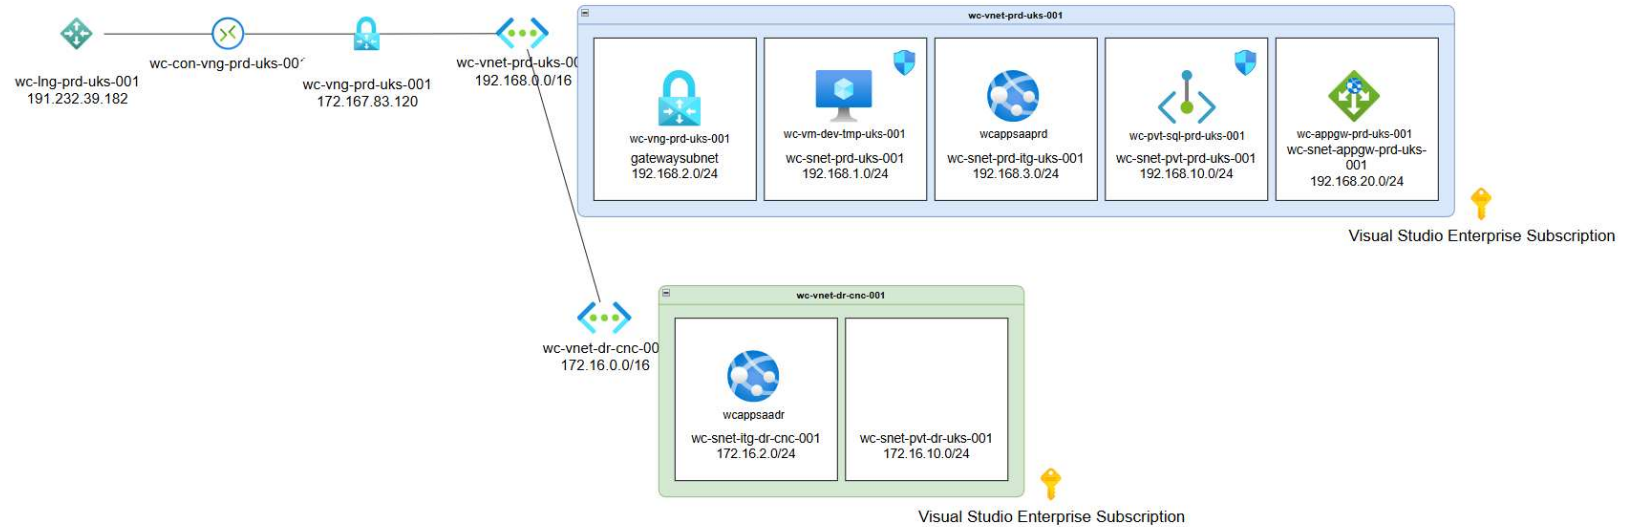 wc-lng-prd-uks-001
191.232.39.182
wc-con-vng-prd-uks-00
wc-vng-prd-uks-001
172.167.83.120
wc-vnet-prd-uks-00
192.168.0.0/16
wc-vnet-prd-uks-001
wc-vng-prd-uks-001
gatewaysubnet
192.168.2.0/24
wc-vm-dev-tmp-uks-001
wc-snet-prd-uks-001
192.168.1.0/24
wcappsaaprd
wc-snet-prd-itg-uks-001
192.168.3.0/24
wc-pvt-sql-prd-uks-001
wc-snet-pvt-prd-uks-001
192.168.10.0/24
wc-appgw-prd-uks-001
wc-snet-appgw-prd-uks-
001
192.168.20.0/24
Visual Studio Enterprise Subscription
wc-vnet-dr-cnc-00
172.16.0.0/16
wc-vnet-dr-cnc-001
wcappsaadr
wc-snet-itg-dr-cnc-001
172.16.2.0/24
wc-snet-pvt-dr-uks-001
172.16.10.0/24
Visual Studio Enterprise Subscription